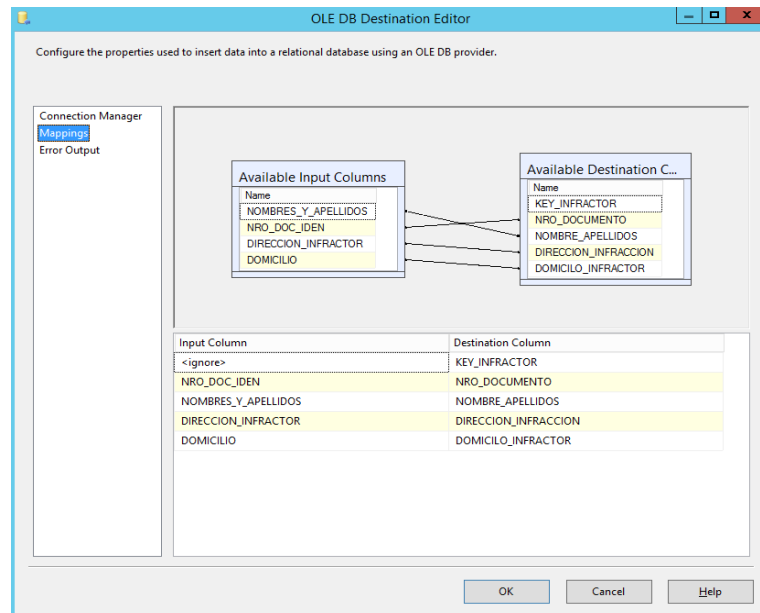 OLE DB Destination Editor
Configure the properties used to insert data into a relational database using an OLE DB provider.
Connection Manager
Mappings
Error Output
Available Input Columns
Name
NOMBRES_Y_APELLIDOS
NRO_DOC_IDEN
DIRECCION_INFRACTOR
DOMICILIO
Available Destination C...
Name
KEY_INFRACTOR
NRO_DOCUMENTO
NOMBRE_APELLIDOS
DIRECCION_INFRACCION
DOMICILO_INFRACTOR
Input Column Destination Column
<ignore> KEY_INFRACTOR
NRO_DOC_IDEN NRO_DOCUMENTO
NOMBRES_Y_APELLIDOS NOMBRE_APELLIDOS
DIRECCION_INFRACTOR DIRECCION_INFRACCION
DOMICILIO DOMICILO_INFRACTOR
OK Cancel Help